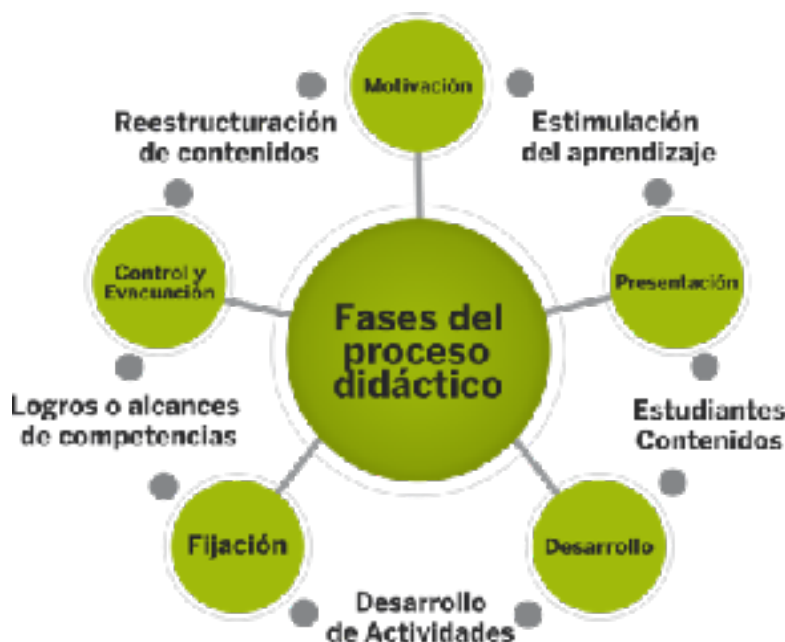 Motivación
Reestructuración
de contenidos
Estimulación
del aprendizaje
Control y
Evacuación
Presentación
Fases del
proceso
didáctico
Logros o alcances
de competencias
Estudiantes
Contenidos
Fijación
Desarrollo
Desarrollo
de Actividades